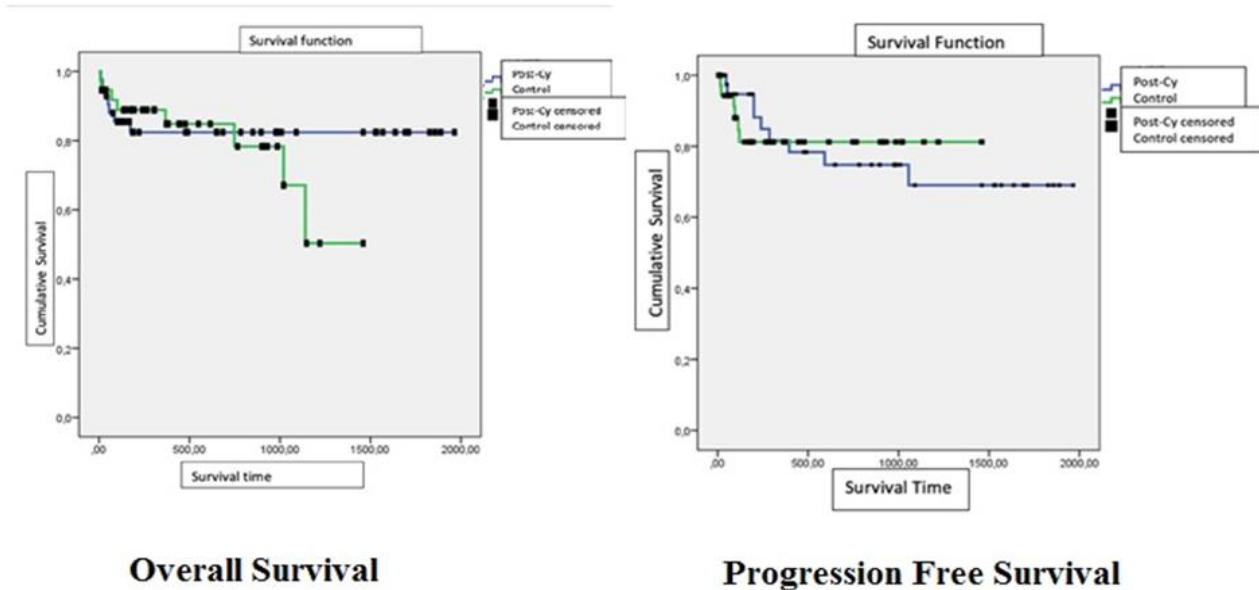 Survival function
Post-Cy
Control
Post-Cy censored
Control censored
Cumulative Survival
1,0
0,8
0,6
0,4
0,2
0,0
,00
500,00
1000,00
1500,00
2000,00
Survival time
Overall Survival
Survival Function
Post-Cy
Control
Post-Cy censored
Control censored
Cumulative Survival
1,0
0,8
0,6
0,4
0,2
0,0
,00
500,00
1000,00
1500,00
2000,00
Survival Time
Progression Free Survival